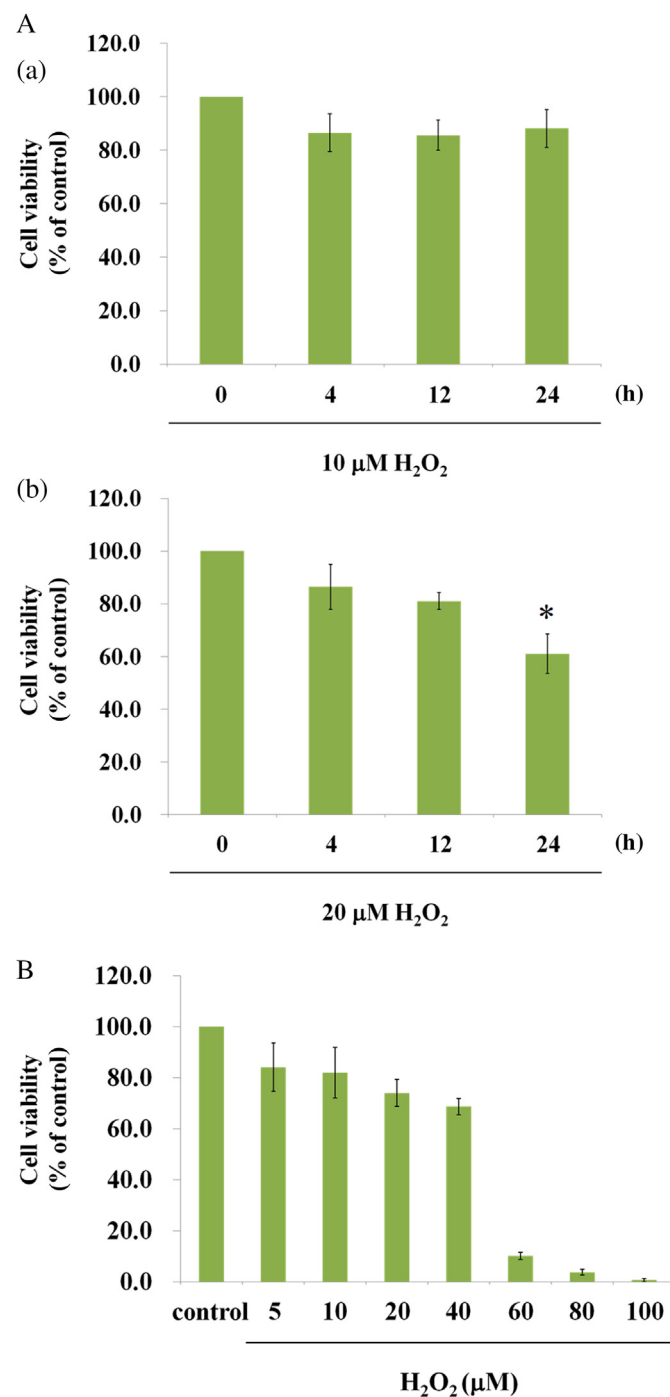 A
(a)
Cell viability
(% of control)
120.0
100.0
80.0
60.0
40.0
20.0
0.0
0 4 12 24 (h)
10 μM H₂O₂
(b)
Cell viability
(% of control)
120.0
100.0
80.0
60.0
40.0
20.0
0.0
*
0 4 12 24 (h)
20 μM H₂O₂
B
Cell viability
(% of control)
120.0
100.0
80.0
60.0
40.0
20.0
0.0
control 5 10 20 40 60 80 100
H₂O₂ (μM)